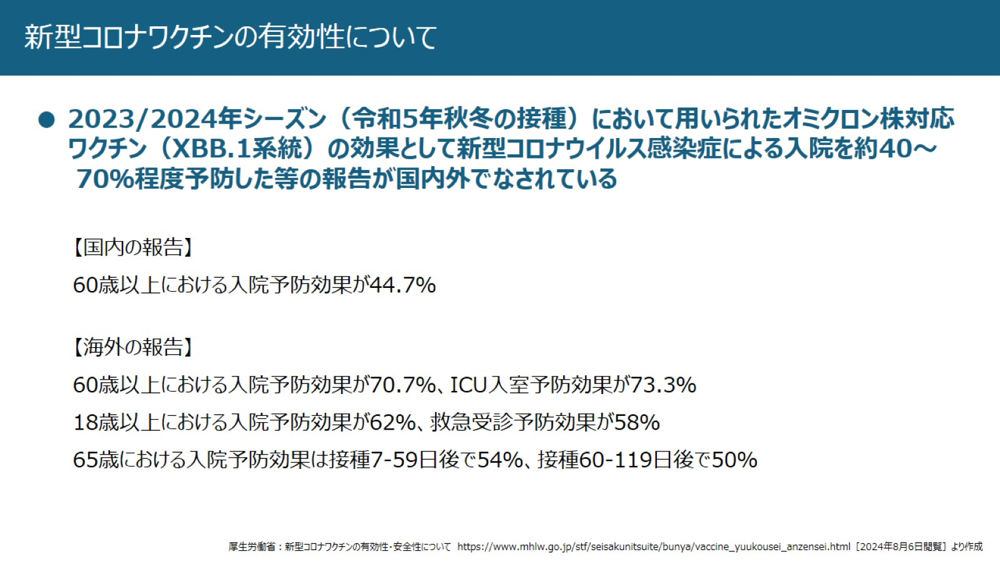 新型コロナワクチンの有効性について
● 2023/2024年シーズン（令和5年秋冬の接種）において用いられたオミクロン株対応
ワクチン（XBB.1系統）の効果として新型コロナウイルス感染症による入院を約40～
70%程度予防した等の報告が国内外でなされている
【国内の報告】
60歳以上における入院予防効果が44.7%
【海外の報告】
60歳以上における入院予防効果が70.7%、ICU入室予防効果が73.3%
18歳以上における入院予防効果が62%、救急受診予防効果が58%
65歳における入院予防効果は接種7-59日後で54%、接種60-119日後で50%
厚生労働省：新型コロナワクチンの有効性・安全性について https://www.mhlw.go.jp/stf/seisakunitsuite/bunya/vaccine_yuukousei_anzensei.html［2024年8月6日閲覧］より作成